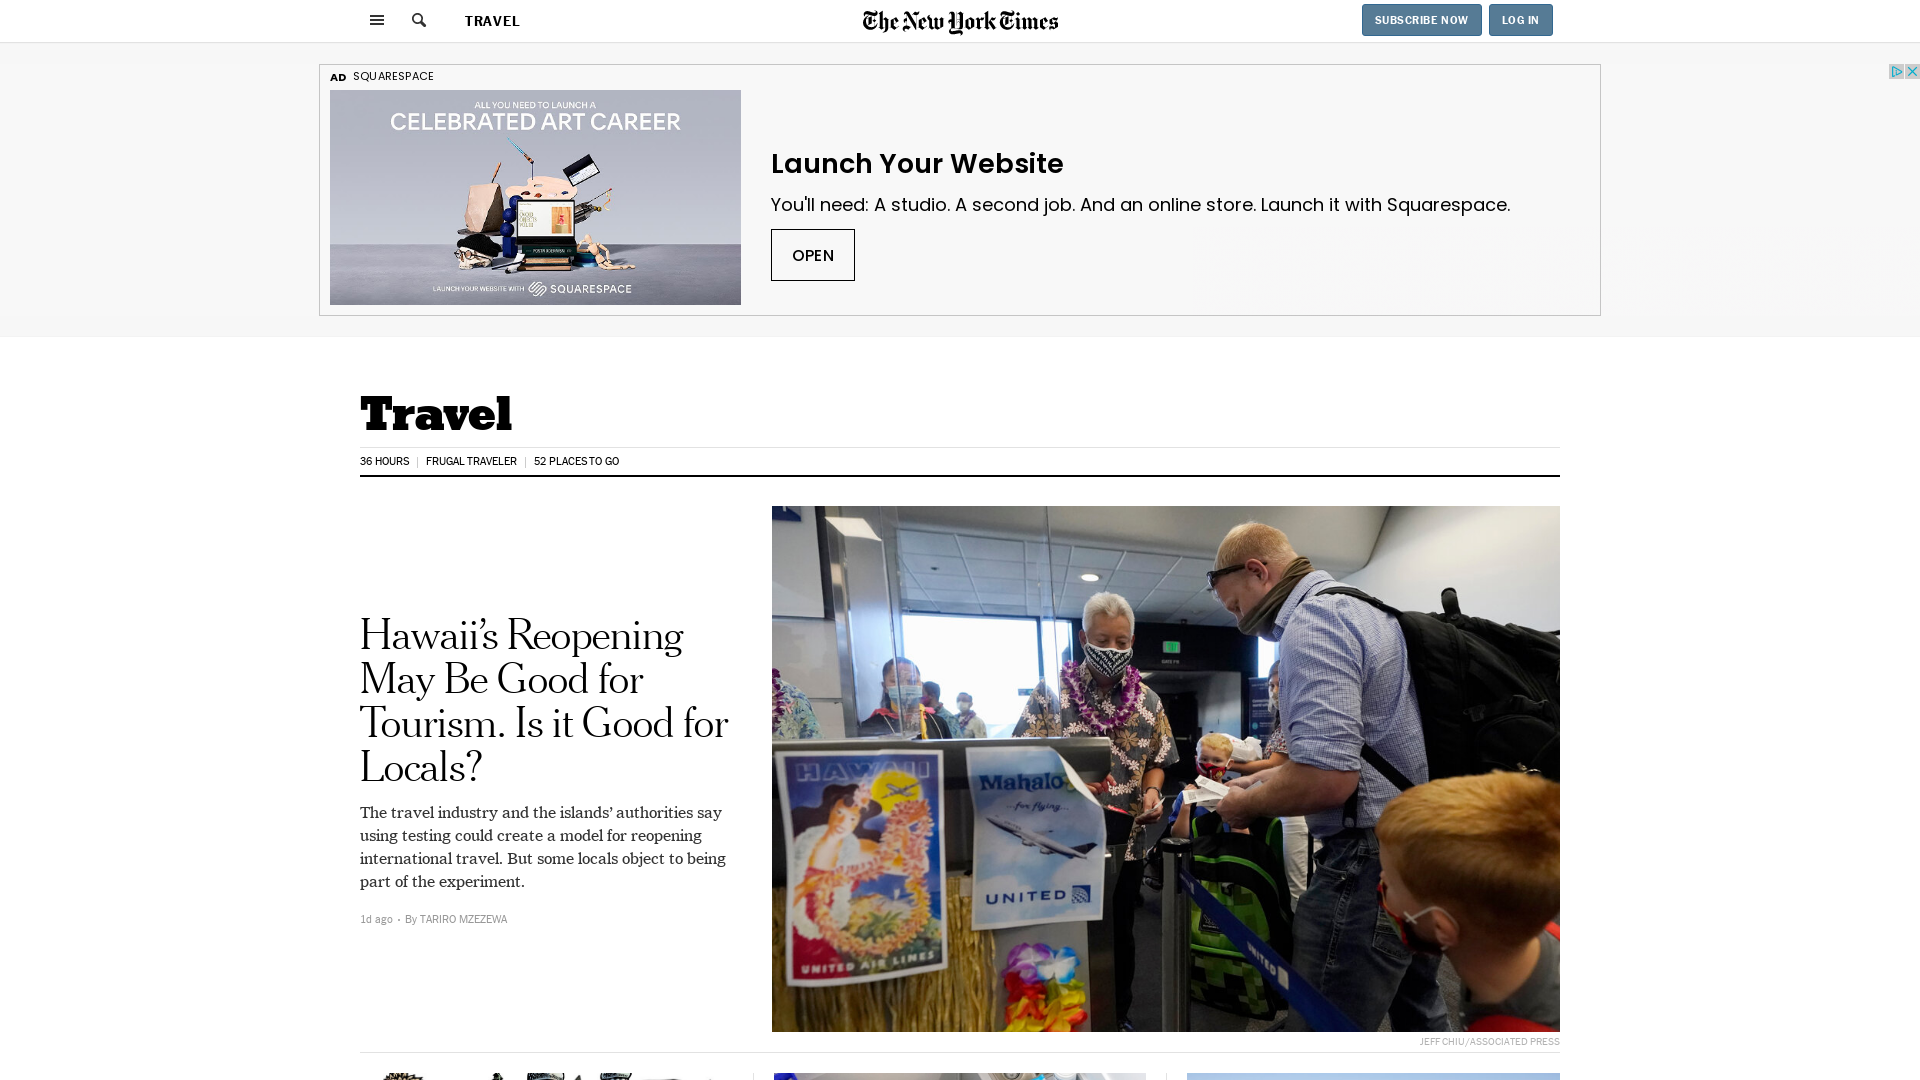 TRAVEL
The New York Times
SUBSCRIBE NOW
LOG IN
AD SQUARESPACE
ALL YOU NEED TO LAUNCH A
CELEBRATED ART CAREER
LAUNCH YOUR WEBSITE WITH SQUARESPACE
Launch Your Website
You'll need: A studio. A second job. And an online store. Launch it with Squarespace.
OPEN
Travel
36 HOURS
FRUGAL TRAVELER
52 PLACES TO GO
Hawaii’s Reopening
May Be Good for
Tourism. Is it Good for
Locals?
The travel industry and the islands’ authorities say
using testing could create a model for reopening
international travel. But some locals object to being
part of the experiment.
1d ago • By TARIRO MZEZEWA
HAWAII
UNITED AIR LINES
Mahalo
...for flying...
UNITED
UNITED
JEFF CHIU/ASSOCIATED PRESS